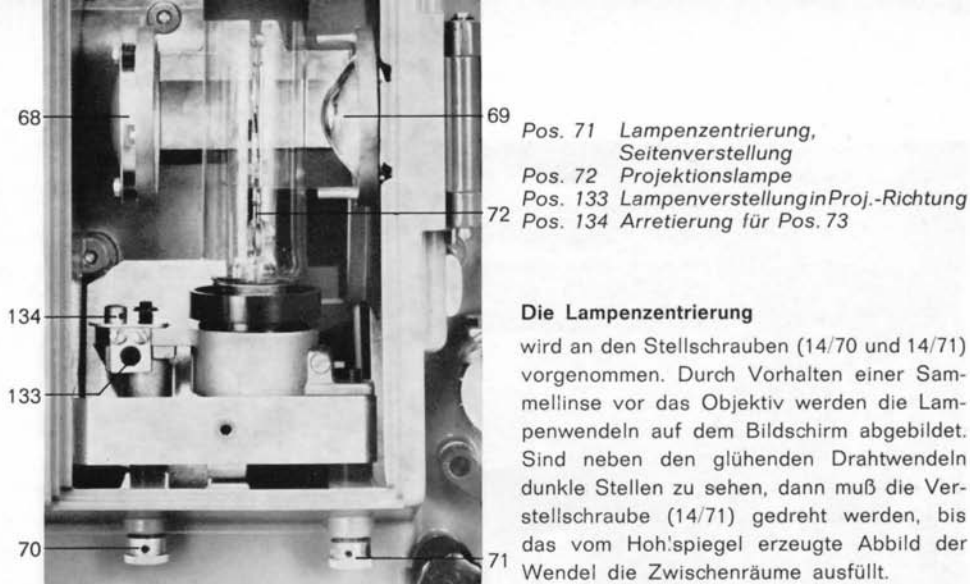 68
69
72
134
133
70
71
Pos. 71 Lampenzentrierung,
Seitenverstellung
Pos. 72 Projektionslampe
Pos. 133 Lampenverstellung in Proj.-Richtung
Pos. 134 Arretierung für Pos. 73
Die Lampenzentrierung
wird an den Stellschrauben (14/70 und 14/71)
vorgenommen. Durch Vorhalten einer Sam-
mellinse vor das Objektiv werden die Lam-
penwendeln auf dem Bildschirm abgebildet.
Sind neben den glühenden Drahtwendeln
dunkle Stellen zu sehen, dann muß die Ver-
stellschraube (14/71) gedreht werden, bis
das vom Hohlspiegel erzeugte Abbild der
Wendel die Zwischenräume ausfüllt.